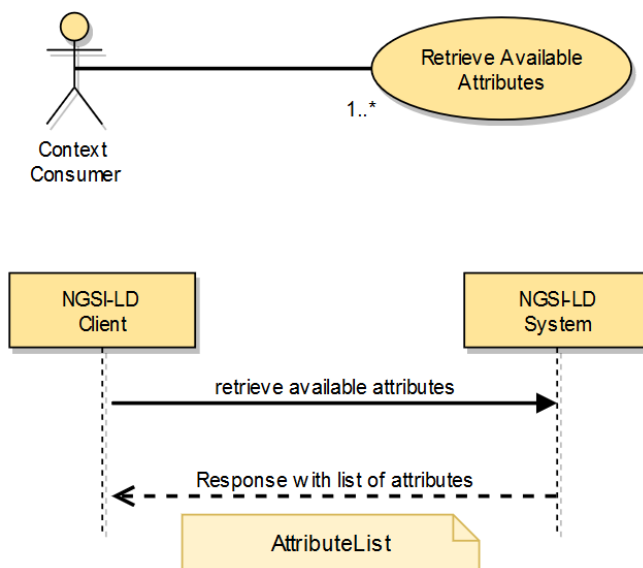 Retrieve Available
Attributes
1..*
Context
Consumer
NGSI-LD
Client
NGSI-LD
System
retrieve available attributes
Response with list of attributes
AttributeList